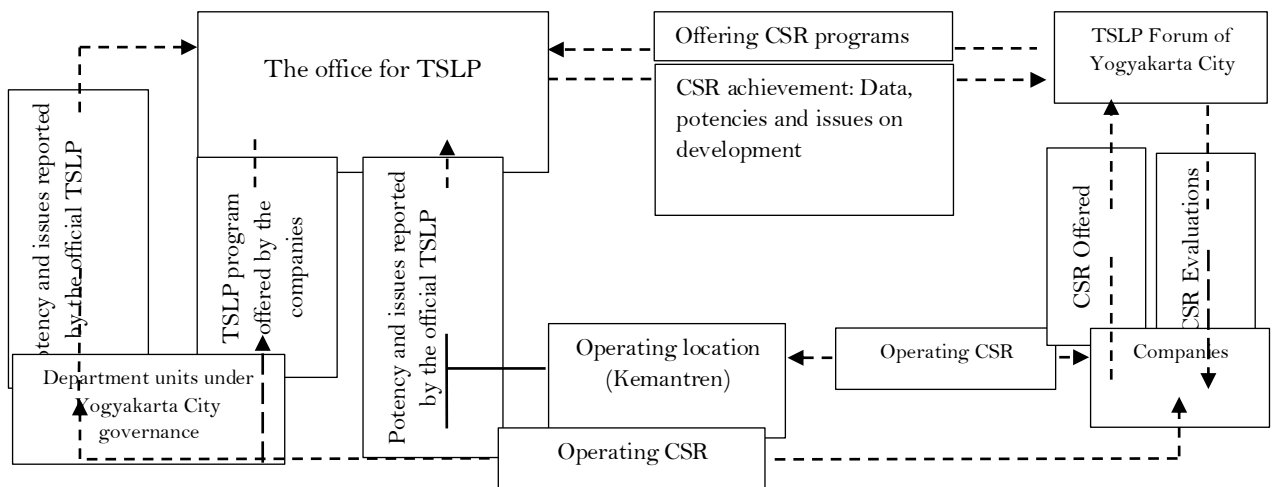 The office for TSLP
Offering CSR programs
CSR achievement: Data,
potencies and issues on
development
TSLP Forum of
Yogyakarta City
Potency and issues reported
by the official TSLP
TSLP program
offered by the
companies
Potency and issues reported
by the official TSLP
CSR Offered
CSR Evaluations
Department units under
Yogyakarta City
governance
Operating location
(Kemantren)
Operating CSR
Companies
Operating CSR